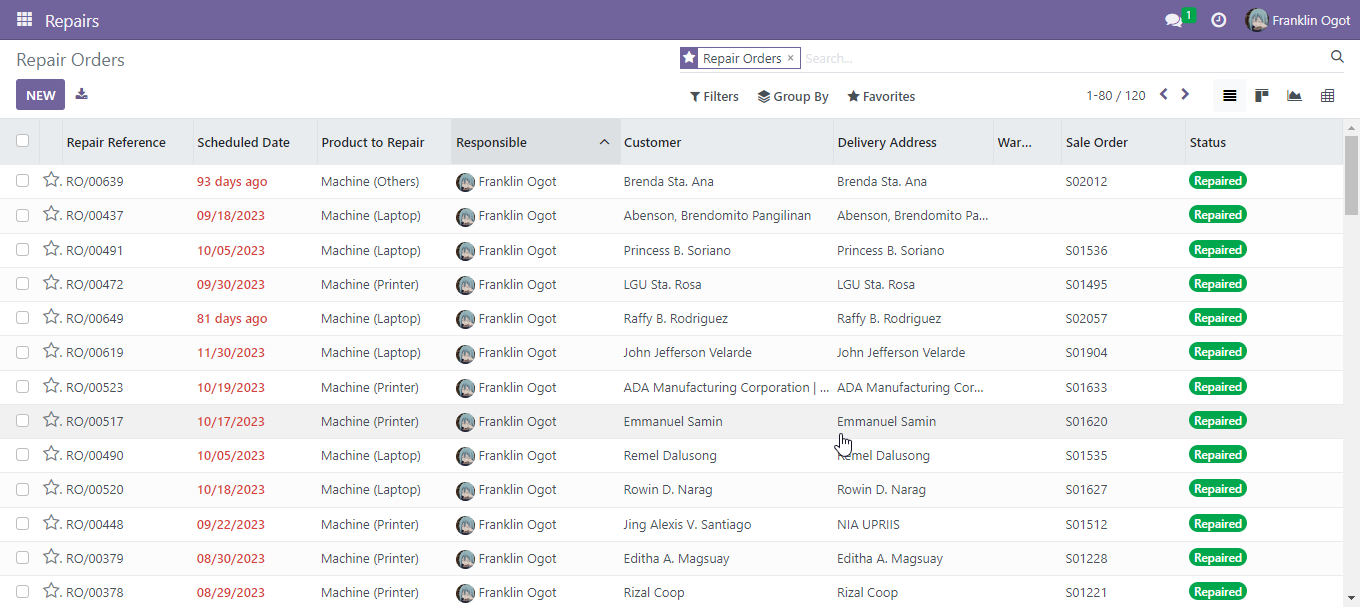 Repairs 1 Franklin Ogot
Repair Orders Repair Orders × Search...
NEW Filters Group By Favorites 1-80 / 120
Repair Reference Scheduled Date Product to Repair Responsible Customer Delivery Address War... Sale Order Status
RO/00639 93 days ago Machine (Others) Franklin Ogot Brenda Sta. Ana Brenda Sta. Ana S02012 Repaired
RO/00437 09/18/2023 Machine (Laptop) Franklin Ogot Abenson, Brendomito Pangilinan Abenson, Brendomito Pa... Repaired
RO/00491 10/05/2023 Machine (Laptop) Franklin Ogot Princess B. Soriano Princess B. Soriano S01536 Repaired
RO/00472 09/30/2023 Machine (Printer) Franklin Ogot LGU Sta. Rosa LGU Sta. Rosa S01495 Repaired
RO/00649 81 days ago Machine (Laptop) Franklin Ogot Raffy B. Rodriguez Raffy B. Rodriguez S02057 Repaired
RO/00619 11/30/2023 Machine (Laptop) Franklin Ogot John Jefferson Velarde John Jefferson Velarde S01904 Repaired
RO/00523 10/19/2023 Machine (Printer) Franklin Ogot ADA Manufacturing Corporation | ... ADA Manufacturing Cor... S01633 Repaired
RO/00517 10/17/2023 Machine (Printer) Franklin Ogot Emmanuel Samin Emmanuel Samin S01620 Repaired
RO/00490 10/05/2023 Machine (Laptop) Franklin Ogot Remel Dalusong Remel Dalusong S01535 Repaired
RO/00520 10/18/2023 Machine (Laptop) Franklin Ogot Rowin D. Narag Rowin D. Narag S01627 Repaired
RO/00448 09/22/2023 Machine (Printer) Franklin Ogot Jing Alexis V. Santiago NIA UPRIIS S01512 Repaired
RO/00379 08/30/2023 Machine (Printer) Franklin Ogot Editha A. Magsuay Editha A. Magsuay S01228 Repaired
RO/00378 08/29/2023 Machine (Printer) Franklin Ogot Rizal Coop Rizal Coop S01221 Repaired